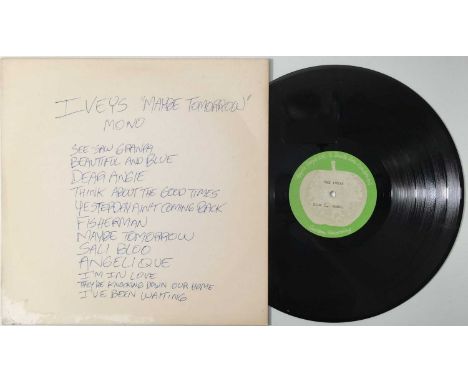 IVEYS "MAYBE TOMORROW"
MONO
SEE-SAW GRANPA
BEAUTIFUL AND BLUE
DEAR ANGIE
THINK ABOUT THE GOOD TIMES
YESTERDAY AIN'T COMING BACK
FISHERMAN
MAYBE TOMORROW
SALI BLOO
ANGELIQUE
I'M IN LOVE
THEY'RE KNOCKING DOWN OUR HOME
I'VE BEEN WAITING
THE IVEYS